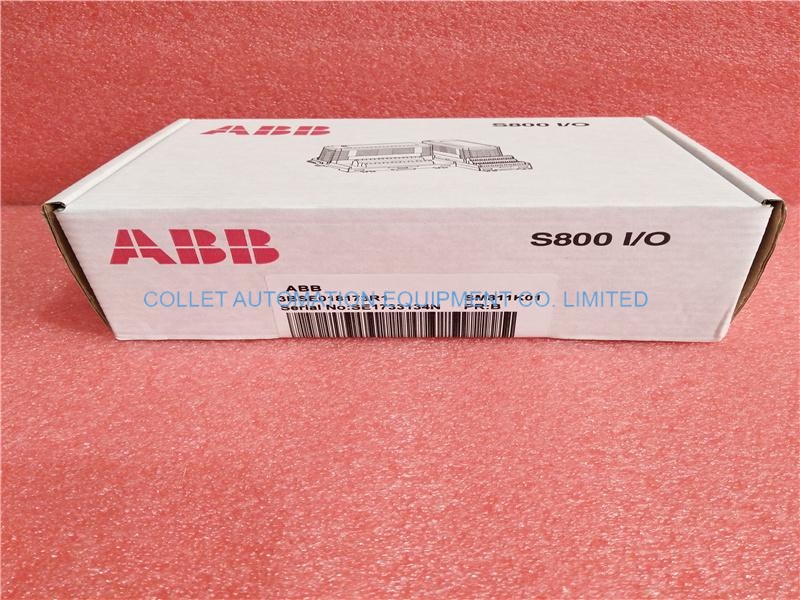 ABB
S800 I/O
ABB
S800 I/O
ABB
3BSE018173R1 SM811K01
COLLET AUTOMATION EQUIPMENT CO. LIMITED
Serial No:SE1733134N PR:B